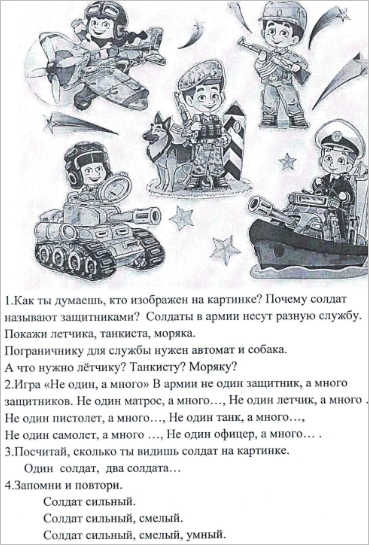 1.Как ты думаешь, кто изображен на картинке? Почему солдат
называют защитниками?  Солдаты в армии несут разную службу.
Покажи летчика, танкиста, моряка.
Пограничнику для службы нужен автомат и собака.
А что нужно лётчику? Танкисту? Моряку?
2.Игра «Не один, а много» В армии не один защитник, а много
защитников. Не один матрос, а много…, Не один летчик, а много .
Не один пистолет, а много…, Не один танк, а много…,
Не один самолет, а много …, Не один офицер, а много… .
3.Посчитай, сколько ты видишь солдат на картинке.
Один  солдат,  два солдата…
4.Запомни и повтори.
Солдат сильный.
Солдат сильный, смелый.
Солдат сильный, смелый, умный.